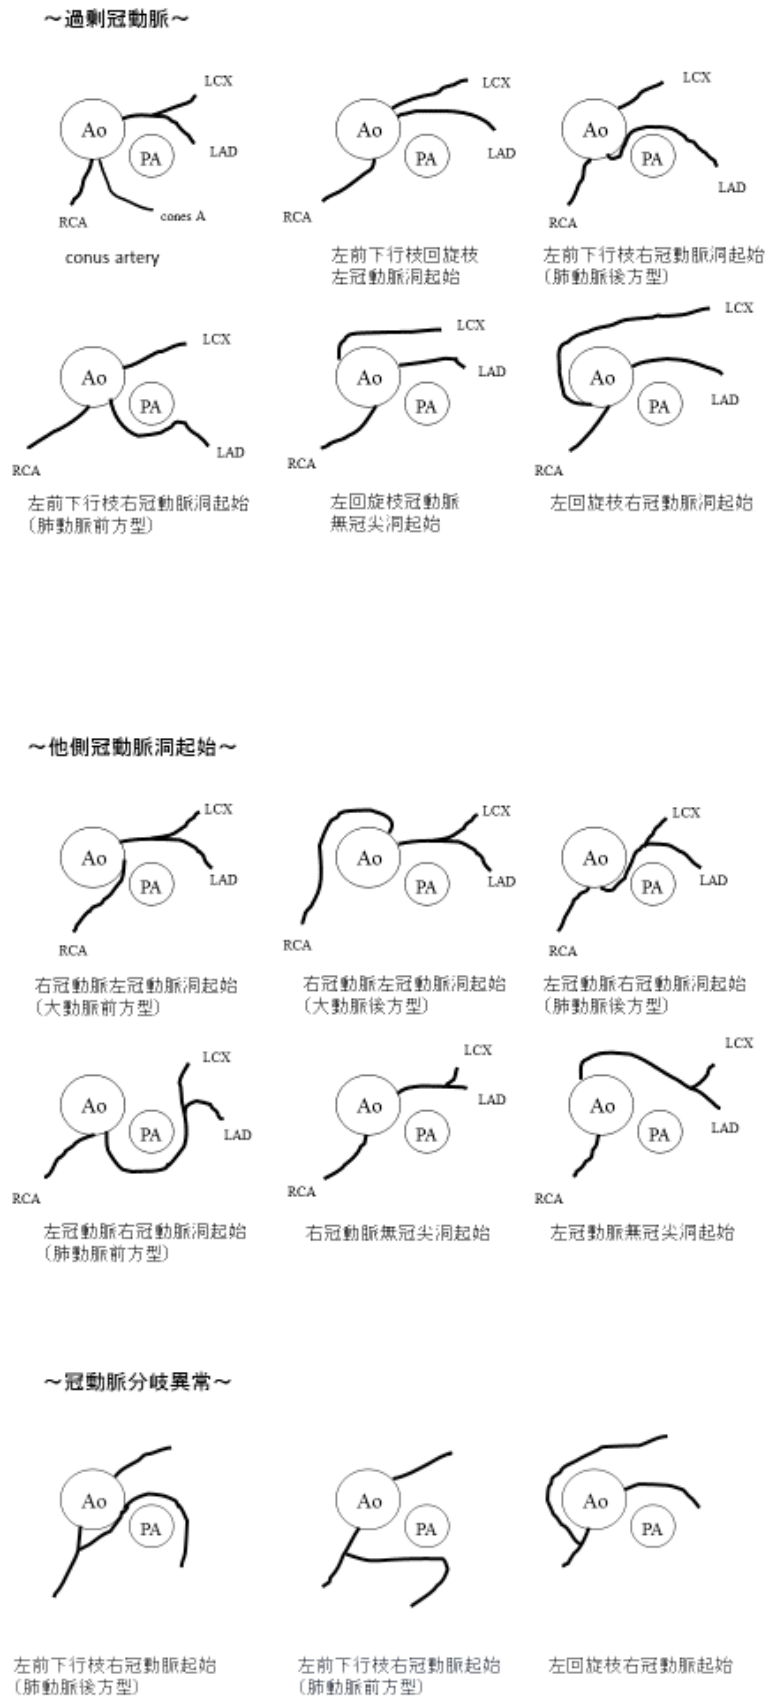 ～過剰冠動脈～
LCX
Ao
PA
LAD
RCA
cones A
conus artery
LCX
Ao
PA
LAD
RCA
左前下行枝回旋枝
左冠動脈洞起始
LCX
Ao
PA
LAD
RCA
左前下行枝右冠動脈洞起始
(肺動脈後方型)
LCX
Ao
PA
LAD
RCA
左前下行枝右冠動脈洞起始
(肺動脈前方型)
LCX
Ao
LAD
PA
RCA
左回旋枝冠動脈
無冠尖洞起始
LCX
Ao
PA
LAD
RCA
左回旋枝右冠動脈洞起始
～他側冠動脈洞起始～
LCX
Ao
PA
LAD
RCA
右冠動脈左冠動脈洞起始
(大動脈前方型)
LCX
Ao
PA
LAD
RCA
右冠動脈左冠動脈洞起始
(大動脈後方型)
LCX
Ao
PA
LAD
RCA
左冠動脈右冠動脈洞起始
(肺動脈後方型)
LCX
Ao
PA
LAD
RCA
左冠動脈右冠動脈洞起始
(肺動脈前方型)
LCX
Ao
LAD
PA
RCA
右冠動脈無冠尖洞起始
LCX
Ao
PA
LAD
RCA
左冠動脈無冠尖洞起始
～冠動脈分岐異常～
Ao
PA
左前下行枝右冠動脈起始
(肺動脈後方型)
Ao
PA
左前下行枝右冠動脈起始
(肺動脈前方型)
Ao
PA
左回旋枝右冠動脈起始